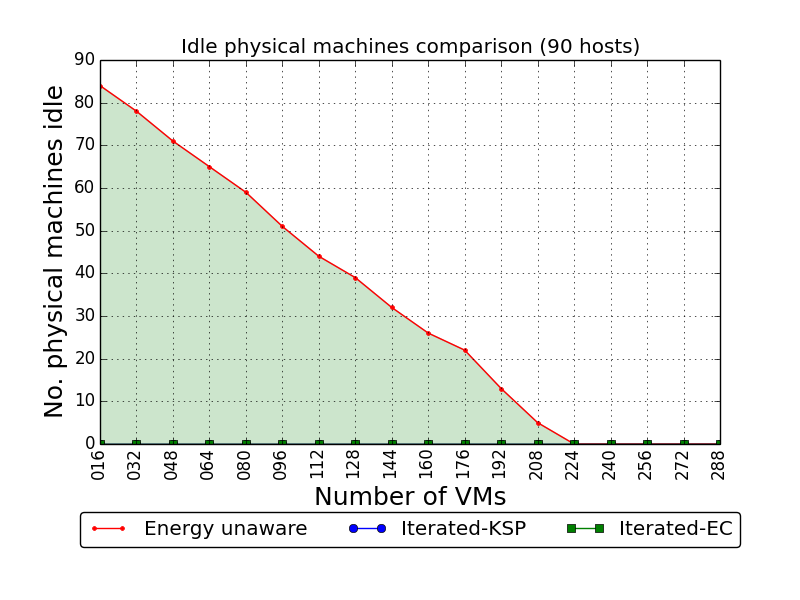 Idle physical machines comparison (90 hosts)
No. physical machines idle
90
80
70
60
50
40
30
20
10
0
016 032 048 064 080 096 112 128 144 160 176 192 208 224 240 256 272 288
Number of VMs
Energy unaware Iterated-KSP Iterated-EC